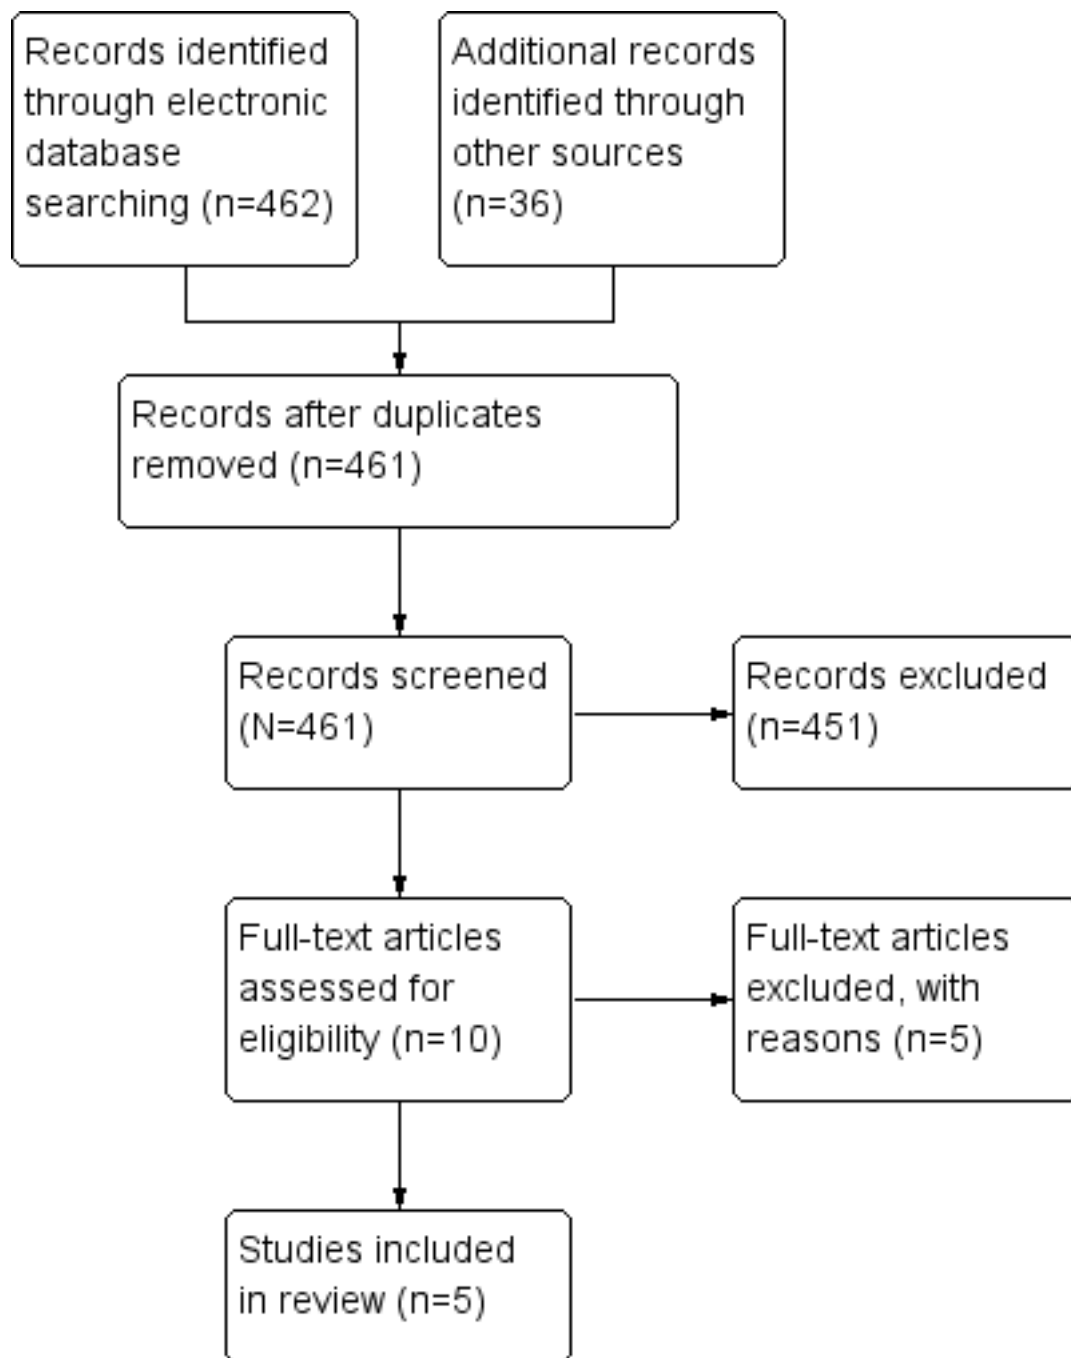 Records identified
through electronic
database
searching (n=462)
Additional records
identified through
other sources
(n=36)
Records after duplicates
removed (n=461)
Records screened
(N=461)
Records excluded
(n=451)
Full-text articles
assessed for
eligibility (n=10)
Full-text articles
excluded, with
reasons (n=5)
Studies included
in review (n=5)